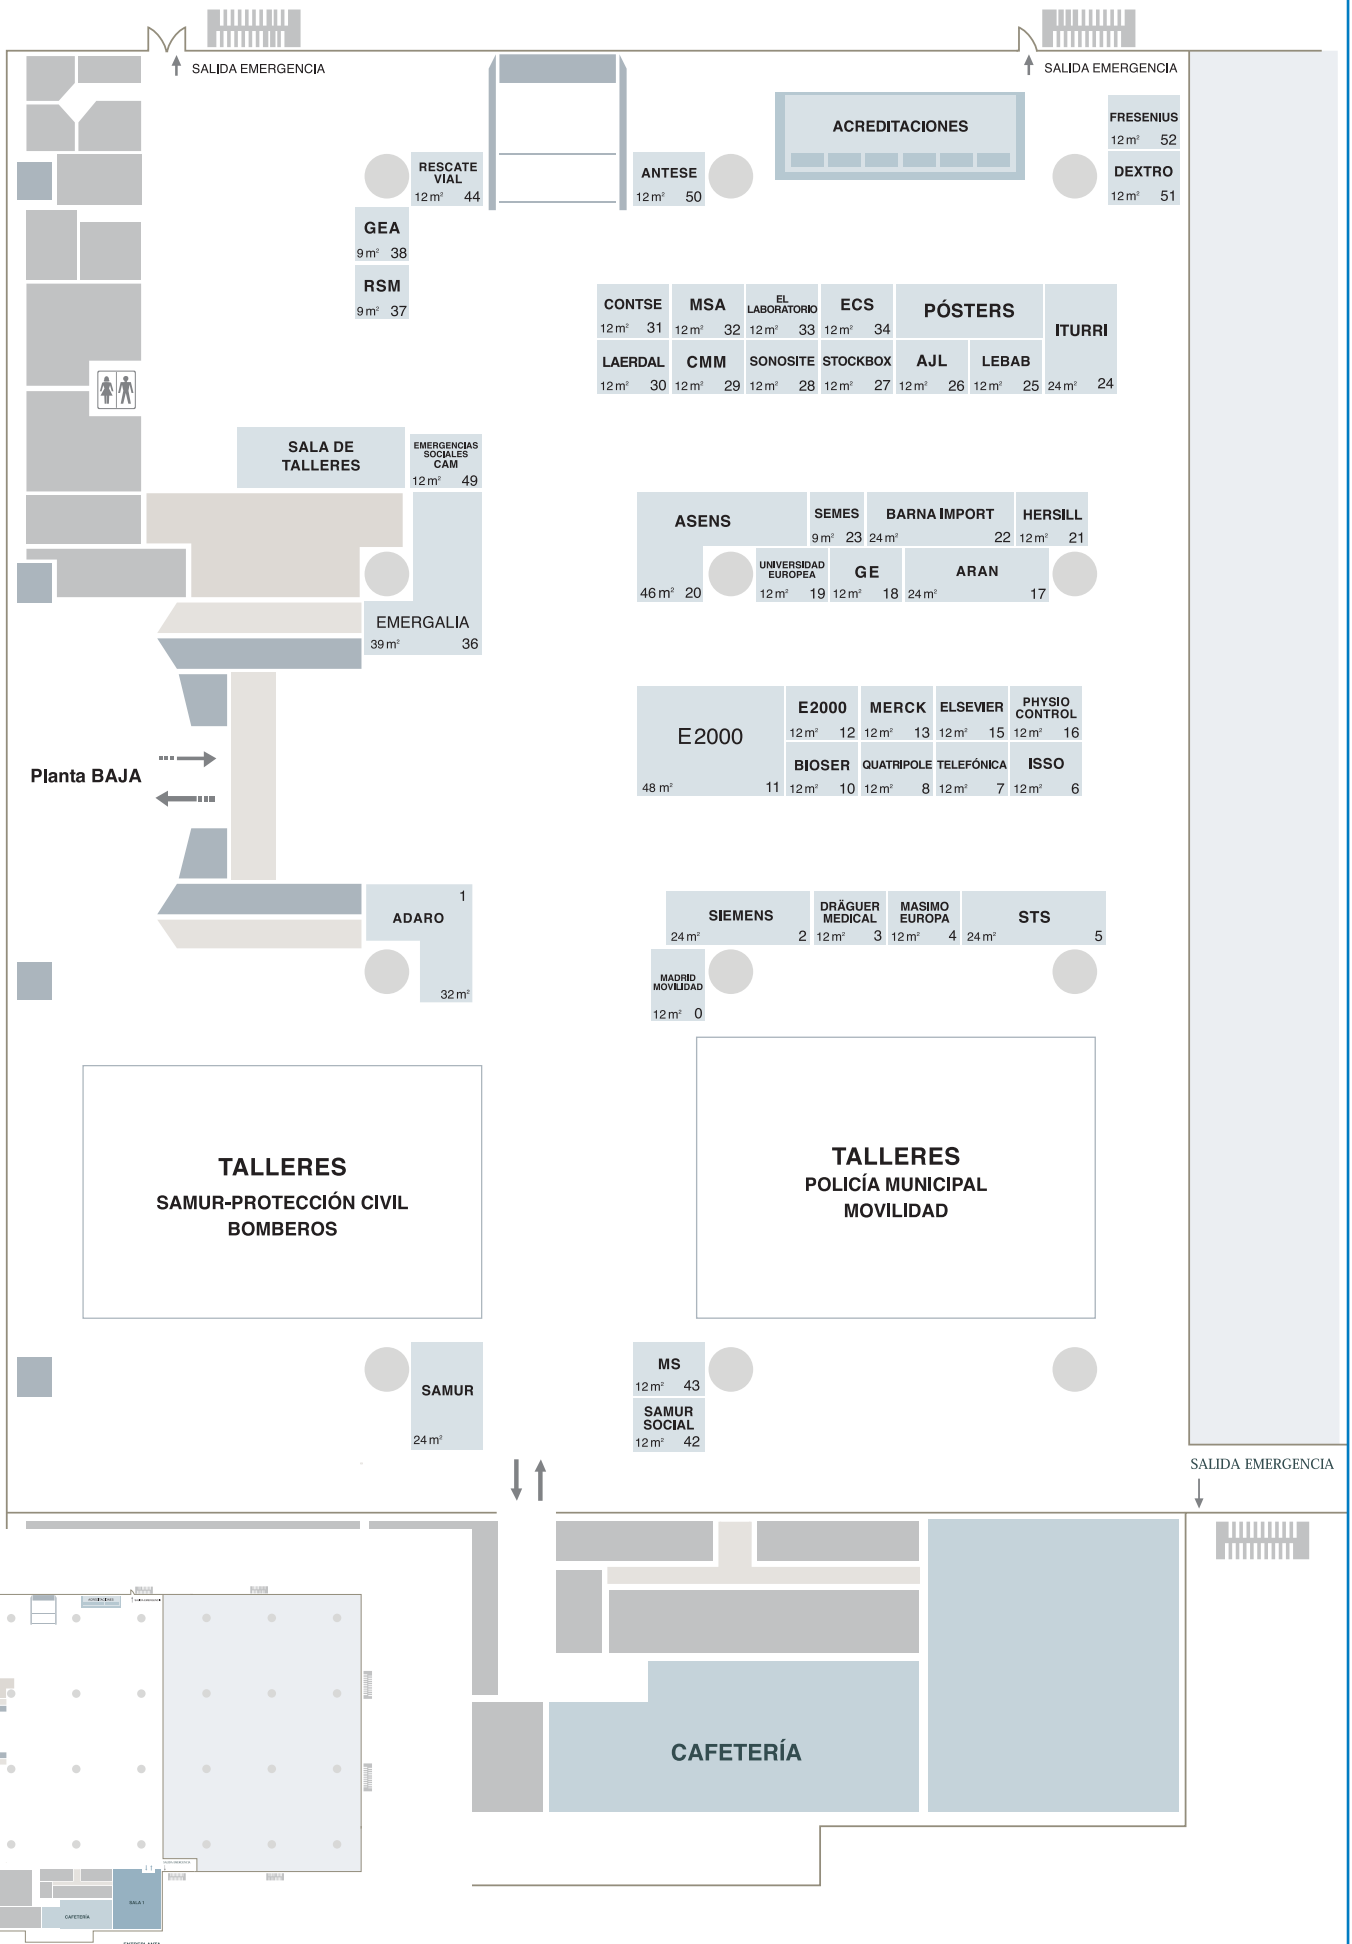 SALIDA EMERGENCIA
SALIDA EMERGENCIA
ACREDITACIONES
FRESENIUS
12 m² 52
DEXTRO
12 m² 51
RESCATE
VIAL
12 m² 44
ANTESE
12 m² 50
GEA
9 m² 38
RSM
9 m² 37
CONTSE
12 m² 31
MSA
12 m² 32
EL
LABORATORIO
12 m² 33
ECS
12 m² 34
PÓSTERS
ITURRI
24 m² 24
LAERDAL
12 m² 30
CMM
12 m² 29
SONOSITE
12 m² 28
STOCKBOX
12 m² 27
AJL
12 m² 26
LEBAB
12 m² 25
SALA DE
TALLERES
EMERGENCIAS
SOCIALES
CAM
12 m² 49
ASENS
46 m² 20
SEMES
9 m² 23
BARNA IMPORT
24 m² 22
HERSILL
12 m² 21
UNIVERSIDAD
EUROPEA
12 m² 19
GE
12 m² 18
ARAN
24 m² 17
EMERGALIA
39 m² 36
Planta BAJA
E2000
48 m² 11
E2000
12 m² 12
MERCK
12 m² 13
ELSEVIER
12 m² 15
PHYSIO
CONTROL
12 m² 16
BIOSER
12 m² 10
QUATRIPOLE
12 m² 8
TELEFÓNICA
12 m² 7
ISSO
12 m² 6
1
ADARO
32 m²
SIEMENS
24 m² 2
DRÄGUER
MEDICAL
12 m² 3
MASIMO
EUROPA
12 m² 4
STS
24 m² 5
MADRID
MOVILIDAD
12 m² 0
TALLERES
SAMUR-PROTECCIÓN CIVIL
BOMBEROS
TALLERES
POLICÍA MUNICIPAL
MOVILIDAD
SAMUR
24 m²
MS
12 m² 43
SAMUR
SOCIAL
12 m² 42
SALIDA EMERGENCIA
CAFETERÍA
ACREDITACIONES
SALA 1
CAFETERÍA